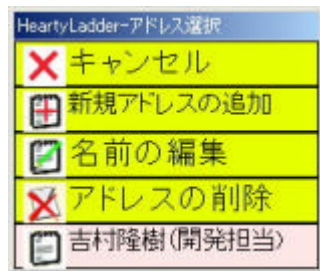 HeartyLadder-アドレス選択
キャンセル
新規アドレスの追加
名前の編集
アドレスの削除
吉村隆樹(開発担当)